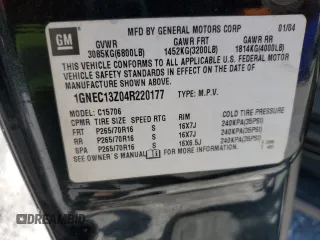 GM
MFD BY GENERAL MOTORS CORP 01/04
GVWR GAWR FRT GAWR RR
3085KG(6800LB) 1452KG(3200LB) 1814KG(4000LB)
THIS VEHICLE CONFORMS TO ALL APPLICABLE U.S. FEDERAL MOTOR
VEHICLE SAFETY STANDARDS IN EFFECT ON THE DATE OF
MANUFACTURE SHOWN ABOVE.
1GNEC13Z04R220177 TYPE: M.P.V.
MODEL: C15706
CPMR TIRE SIZE SPEED RTG RIM COLD TIRE PRESSURE
FRT P265/70R16 S 16X7J 240KPA(35PSI)
RR P265/70R16 S 16X7J 240KPA(35PSI)
SPA P265/70R16 S 16X6.5J 240KPA(35PSI)
SEE OWNER'S MANUAL FOR ADDITIONAL INFORMATION.